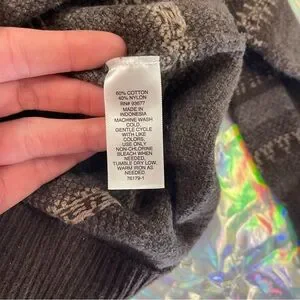 60% COTTON
40% NYLON
RN# 93677
MADE IN
INDONESIA
MACHINE WASH
COLD,
GENTLE CYCLE
WITH LIKE
COLORS,
USE ONLY
NON-CHLORINE
BLEACH WHEN
NEEDED,
TUMBLE DRY LOW,
WARM IRON AS
NEEDED.
76179-1